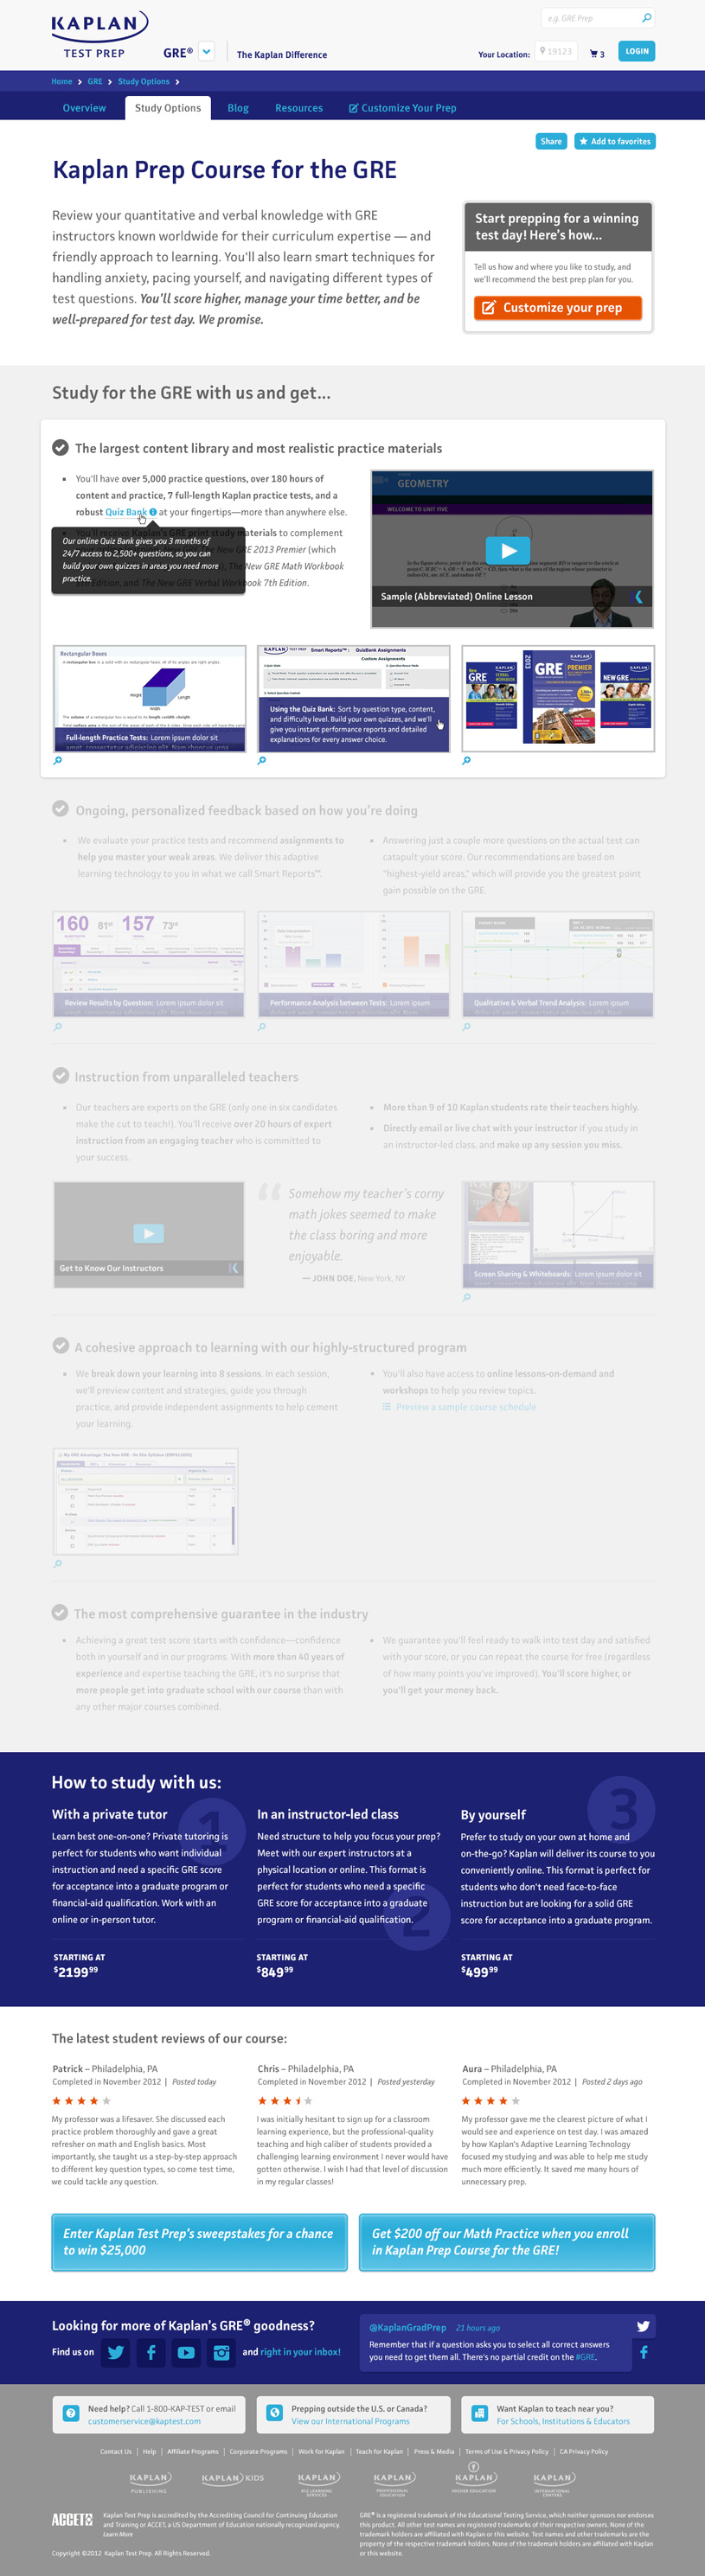 KAPLAN
TEST PREP
GRE®
The Kaplan Difference
e.g. GRE Prep
Your Location:
19123
3
LOGIN
Home > GRE > Study Options >
Overview
Study Options
Blog
Resources
Customize Your Prep
Share
Add to favorites
Kaplan Prep Course for the GRE
Review your quantitative and verbal knowledge with GRE
instructors known worldwide for their curriculum expertise — and
friendly approach to learning. You'll also learn smart techniques for
handling anxiety, pacing yourself, and navigating different types of
test questions. You'll score higher, manage your time better, and be
well-prepared for test day. We promise.
Start prepping for a winning
test day! Here's how...
Tell us how and where you like to study, and
we'll recommend the best prep plan for you.
Customize your prep
Study for the GRE with us and get...
The largest content library and most realistic practice materials
You'll have over 5,000 practice questions, over 180 hours of
content and practice, 7 full-length Kaplan practice tests, and a
robust Quiz Bank at your fingertips—more than anywhere else.
You'll receive Kaplan's GRE print study materials to complement
GRE 2013 Premier (which
New GRE Math Workbook
Edition, and The New GRE Verbal Workbook 7th Edition.
Our online Quiz Bank gives you 3 months of
24/7 access to 2,500+ questions, so you can
build your own quizzes in areas you need more
practice.
GEOMETRY
WELCOME TO UNIT FIVE
Sample (Abbreviated) Online Lesson
Rectangular Boxes
A rectangular box is a solid with six rectangular faces.
Height
Length
Width
The volume of a rectangular box is equal to its length x width x height.
Full-length Practice Tests: Lorem ipsum dolor sit
amet, consectetur adipiscing elit. Nam rhoncus urna
KAPLAN TEST PREP
Smart Reports™: QuizBank Assignments
Custom Assignments
Using the Quiz Bank: Sort by question type, content,
and difficulty level. Build your own quizzes, and we'll
give you instant performance reports and detailed
explanations for every answer choice.
New GRE
VERBAL WORKBOOK
2013
KAPLAN
GRE
PREMIER
KAPLAN
NEW GRE
Ongoing, personalized feedback based on how you're doing
We evaluate your practice tests and recommend assignments to
help you master your weak areas. We deliver this adaptive
learning technology to you in what we call Smart Reports™.
Answering just a couple more questions on the actual test can
catapult your score. Our recommendations are based on
"highest-yield areas," which will provide you the greatest point
gain possible on the GRE.
160 81st 157 73rd
Review Results by Question: Lorem ipsum dolor sit
amet, consectetur adipiscing elit. Nam
Performance Analysis between Tests: Lorem ipsum
dolor sit amet, consectetur adipiscing elit. Nam
Qualitative & Verbal Trend Analysis: Lorem ipsum
dolor sit amet, consectetur adipiscing elit. Nam
Instruction from unparalleled teachers
Our teachers are experts on the GRE (only one in six candidates
make the cut to teach!). You'll receive over 20 hours of expert
instruction from an engaging teacher who is committed to
your success.
More than 9 of 10 Kaplan students rate their teachers highly.
Directly email or live chat with your instructor if you study in
an instructor-led class, and make up any session you miss.
Get to Know Our Instructors
“ Somehow my teacher's corny
math jokes seemed to make
the class boring and more
enjoyable.
— JOHN DOE, New York, NY
Screen Sharing & Whiteboards: Lorem ipsum dolor sit
amet, consectetur adipiscing elit. Nam rhoncus urna
A cohesive approach to learning with our highly-structured program
We break down your learning into 8 sessions. In each session,
we'll preview content and strategies, guide you through
practice, and provide independent assignments to help cement
your learning.
You'll also have access to online lessons-on-demand and
workshops to help you review topics.
Preview a sample course schedule
The most comprehensive guarantee in the industry
Achieving a great test score starts with confidence—confidence
both in yourself and in our programs. With more than 40 years of
experience and expertise teaching the GRE, it's no surprise that
more people get into graduate school with our course than with
any other major courses combined.
We guarantee you'll feel ready to walk into test day and satisfied
with your score, or you can repeat the course for free (regardless
of how many points you've improved). You'll score higher, or
you'll get your money back.
How to study with us:
1
With a private tutor
Learn best one-on-one? Private tutoring is
perfect for students who want individual
instruction and need a specific GRE score
for acceptance into a graduate program or
financial-aid qualification. Work with an
online or in-person tutor.
STARTING AT
$2199 99
2
In an instructor-led class
Need structure to help you focus your prep?
Meet with our expert instructors at a
physical location or online. This format is
perfect for students who need a specific
GRE score for acceptance into a graduate
program or financial-aid qualification.
STARTING AT
$849 99
3
By yourself
Prefer to study on your own at home and
on-the-go? Kaplan will deliver its course to you
conveniently online. This format is perfect for
students who don't need face-to-face
instruction but are looking for a solid GRE
score for acceptance into a graduate program.
STARTING AT
$499 99
The latest student reviews of our course:
Patrick – Philadelphia, PA
Completed in November 2012 | Posted today
My professor was a lifesaver. She discussed each
practice problem thoroughly and gave a great
refresher on math and English basics. Most
importantly, she taught us a step-by-step approach
to different key question types, so come test time,
we could tackle any question.
Chris – Philadelphia, PA
Completed in November 2012 | Posted yesterday
I was initially hesitant to sign up for a classroom
learning experience, but the professional-quality
teaching and high caliber of students provided a
challenging learning environment I never would have
gotten otherwise. I wish I had that level of discussion
in my regular classes!
Aura – Philadelphia, PA
Completed in November 2012 | Posted 2 days ago
My professor gave me the clearest picture of what I
would see and experience on test day. I was amazed
by how Kaplan's Adaptive Learning Technology
focused my studying and was able to help me study
much more efficiently. It saved me many hours of
unnecessary prep.
Enter Kaplan Test Prep's sweepstakes for a chance
to win $25,000
Get $200 off our Math Practice when you enroll
in Kaplan Prep Course for the GRE!
Looking for more of Kaplan's GRE® goodness?
Find us on
and right in your inbox!
@KaplanGradPrep 21 hours ago
Remember that if a question asks you to select all correct answers
you need to get them all. There's no partial credit on the #GRE.
Need help? Call 1-800-KAP-TEST or email
customerservice@kaptest.com
Prepping outside the U.S. or Canada?
View our International Programs
Want Kaplan to teach near you?
For Schools, Institutions & Educators
Contact Us | Help | Affiliate Programs | Corporate Programs | Work for Kaplan | Teach for Kaplan | Press & Media | Terms of Use & Privacy Policy | CA Privacy Policy
KAPLAN
PUBLISHING
KAPLAN KIDS
KAPLAN
KAPLAN
PROFESSIONAL
EDUCATION
KAPLAN
HIGHER EDUCATION
KAPLAN
INTERNATIONAL
CENTERS
ACCET
Kaplan Test Prep is accredited by the Accrediting Council for Continuing Education
and Training or ACCET, a US Department of Education nationally recognized agency.
Learn More
Copyright ©2012 Kaplan Test Prep. All Rights Reserved.
GRE® is a registered trademark of the Educational Testing Service, which neither sponsors nor endorses
this product. All other test names are registered trademarks of their respective owners. None of the
trademark holders are affiliated with Kaplan or this website. Test names and other trademarks are the
property of the respective trademark holders. None of the trademark holders are affiliated with Kaplan
or this website.